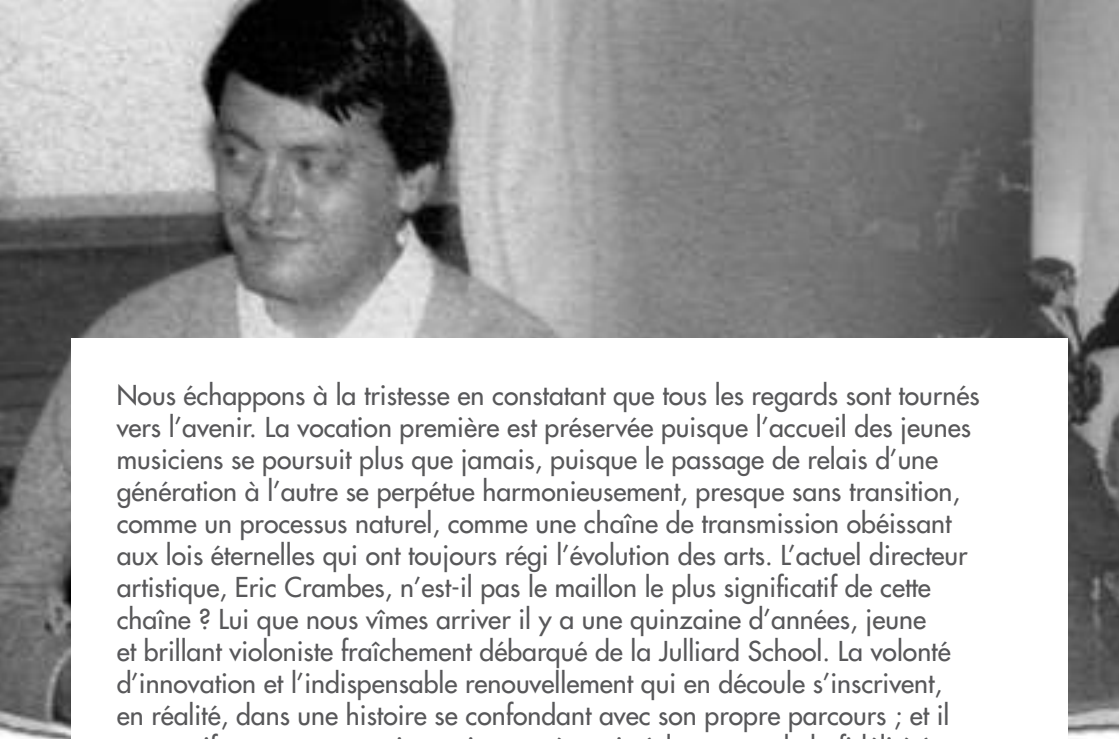 Nous échappons à la tristesse en constatant que tous les regards sont tournés
vers l’avenir. La vocation première est préservée puisque l’accueil des jeunes
musiciens se poursuit plus que jamais, puisque le passage de relais d’une
génération à l’autre se perpétue harmonieusement, presque sans transition,
comme un processus naturel, comme une chaîne de transmission obéissant
aux lois éternelles qui ont toujours régi l’évolution des arts. L’actuel directeur
artistique, Eric Crambes, n’est-il pas le maillon le plus significatif de cette
chaîne ? Lui que nous vîmes arriver il y a une quinzaine d’années, jeune
et brillant violoniste fraîchement débarqué de la Julliard School. La volonté
d’innovation et l’indispensable renouvellement qui en découle s’inscrivent,
en réalité, dans une histoire se confondant avec son propre parcours ; et il